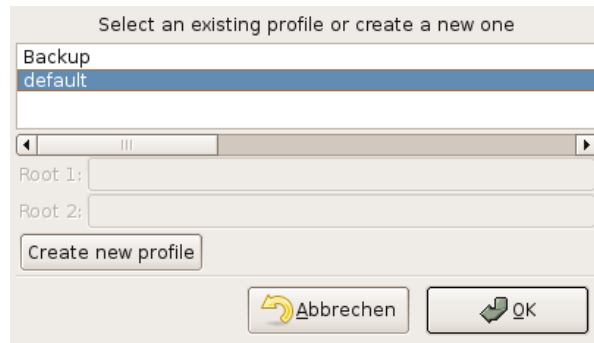 Select an existing profile or create a new one
Backup
default
Root 1:
Root 2:
Create new profile
Abbrechen
OK